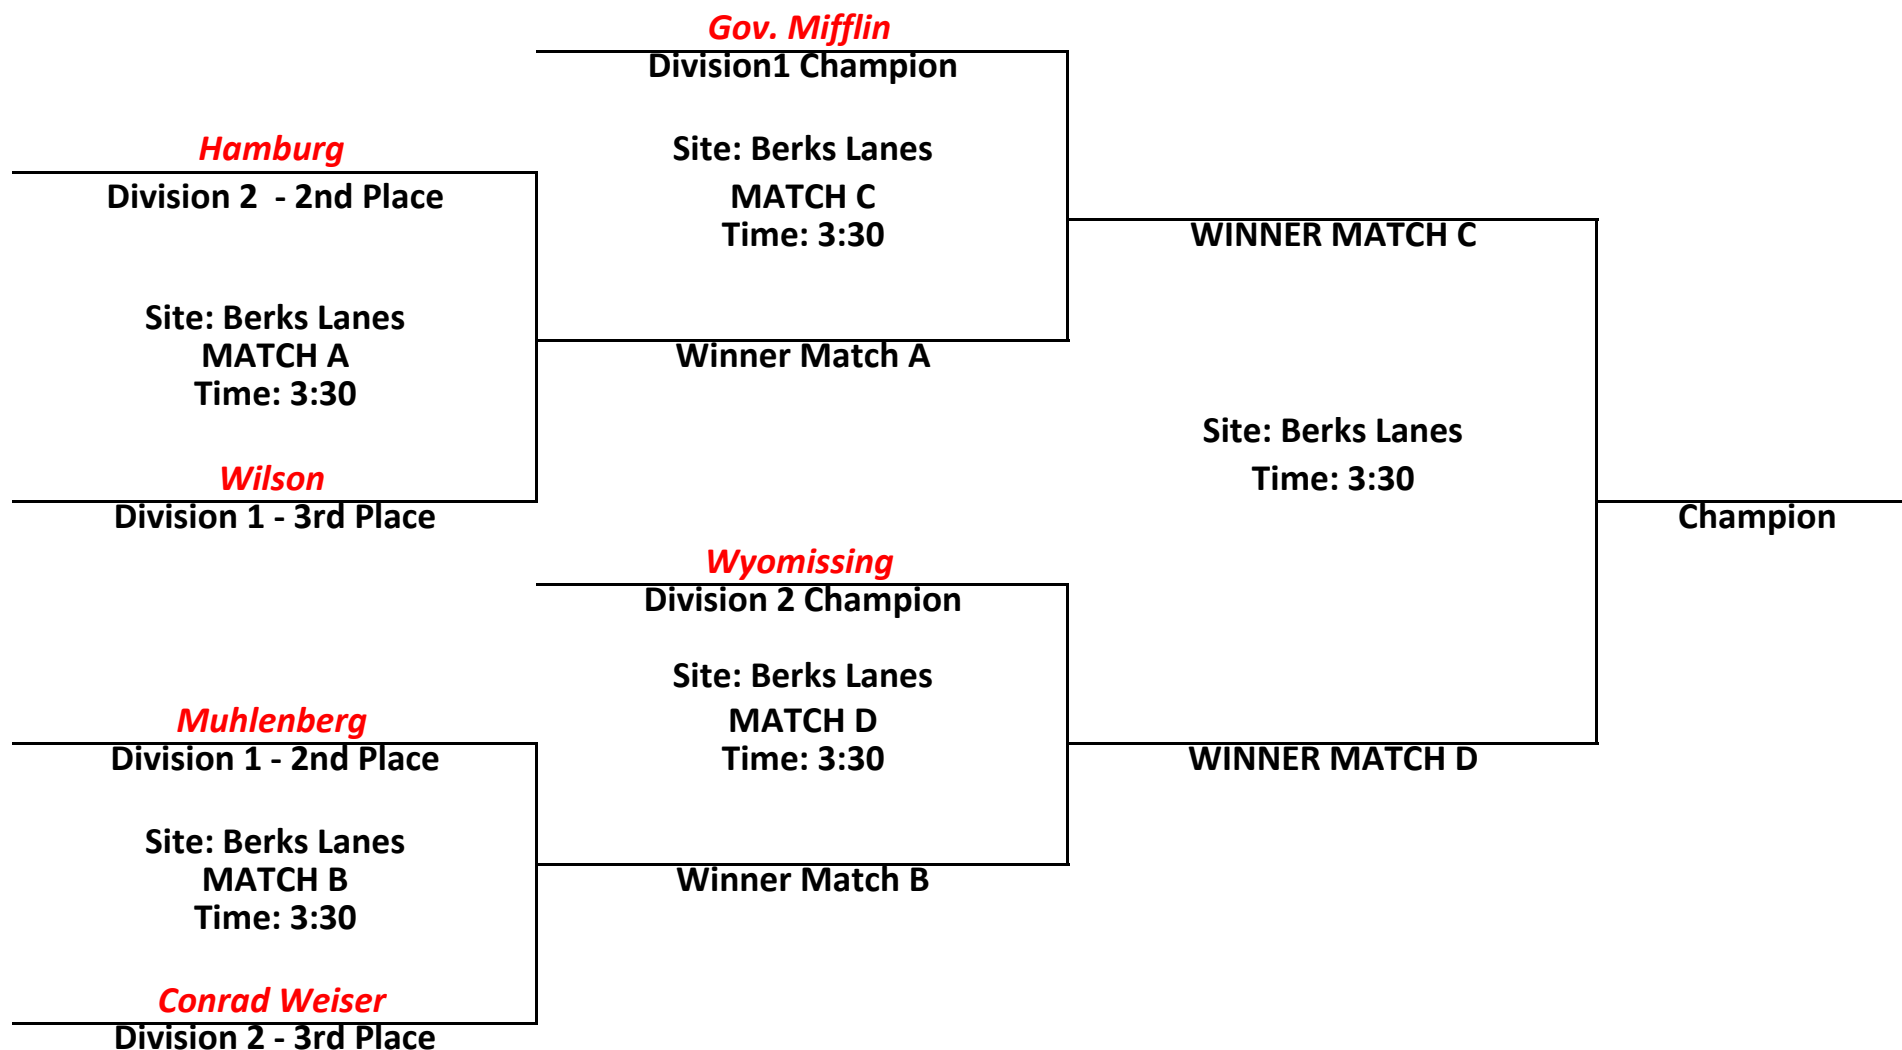 Gov. Mifflin
Division1 Champion
Hamburg
Division 2  - 2nd Place
Site: Berks Lanes
MATCH C
Time: 3:30
WINNER MATCH C
Site: Berks Lanes
MATCH A
Time: 3:30
Winner Match A
Wilson
Division 1 - 3rd Place
Site: Berks Lanes
Time: 3:30
Champion
Wyomissing
Division 2 Champion
Site: Berks Lanes
MATCH D
Time: 3:30
WINNER MATCH D
Muhlenberg
Division 1 - 2nd Place
Site: Berks Lanes
MATCH B
Time: 3:30
Winner Match B
Conrad Weiser
Division 2 - 3rd Place